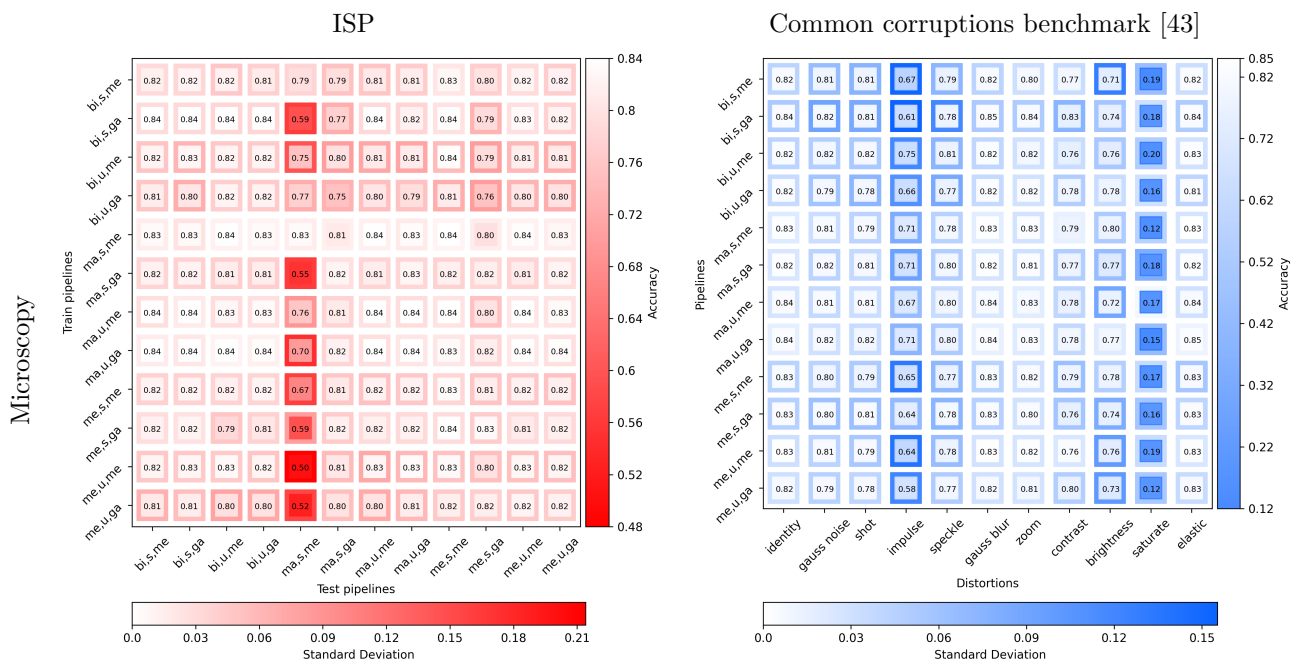 ISP
Common corruptions benchmark [43]
Microscopy
Train pipelines
bi,s,me 0.82 0.82 0.82 0.81 0.79 0.79 0.81 0.81 0.83 0.80 0.82 0.82
bi,s,ga 0.84 0.84 0.84 0.84 0.59 0.77 0.84 0.82 0.84 0.79 0.83 0.82
bi,u,me 0.82 0.83 0.82 0.82 0.75 0.80 0.81 0.81 0.84 0.79 0.81 0.81
bi,u,ga 0.81 0.80 0.82 0.82 0.77 0.75 0.80 0.79 0.81 0.76 0.80 0.80
ma,s,me 0.83 0.83 0.84 0.83 0.83 0.81 0.84 0.83 0.83 0.80 0.84 0.83
ma,s,ga 0.82 0.82 0.81 0.81 0.55 0.82 0.81 0.83 0.82 0.82 0.81 0.82
ma,u,me 0.84 0.84 0.83 0.83 0.76 0.81 0.84 0.84 0.84 0.80 0.84 0.83
ma,u,ga 0.84 0.84 0.84 0.84 0.70 0.82 0.84 0.84 0.84 0.82 0.84 0.84
me,s,me 0.82 0.82 0.82 0.82 0.67 0.81 0.82 0.82 0.83 0.81 0.82 0.82
me,s,ga 0.82 0.82 0.79 0.81 0.59 0.82 0.82 0.82 0.84 0.83 0.81 0.82
me,u,me 0.82 0.83 0.83 0.82 0.50 0.81 0.83 0.83 0.83 0.80 0.83 0.82
me,u,ga 0.81 0.81 0.80 0.80 0.52 0.80 0.80 0.81 0.82 0.82 0.82 0.82
bi,s,me bi,s,ga bi,u,me bi,u,ga ma,s,me ma,s,ga ma,u,me ma,u,ga me,s,me me,s,ga me,u,me me,u,ga
Test pipelines
0.84
0.8
0.76
0.72
0.68
0.64
0.6
0.56
0.52
0.48
Accuracy
0.0 0.03 0.06 0.09 0.12 0.15 0.18 0.21
Standard Deviation
Pipelines
bi,s,me 0.82 0.81 0.81 0.67 0.79 0.82 0.80 0.77 0.71 0.19 0.82
bi,s,ga 0.84 0.82 0.81 0.61 0.78 0.85 0.84 0.83 0.74 0.18 0.84
bi,u,me 0.82 0.82 0.82 0.75 0.81 0.82 0.82 0.76 0.76 0.20 0.83
bi,u,ga 0.82 0.79 0.78 0.66 0.77 0.82 0.82 0.78 0.78 0.16 0.81
ma,s,me 0.83 0.81 0.79 0.71 0.78 0.83 0.83 0.79 0.80 0.12 0.83
ma,s,ga 0.82 0.82 0.81 0.71 0.80 0.82 0.81 0.77 0.77 0.18 0.82
ma,u,me 0.84 0.81 0.81 0.67 0.80 0.84 0.83 0.78 0.72 0.17 0.84
ma,u,ga 0.84 0.82 0.82 0.71 0.80 0.84 0.83 0.78 0.77 0.15 0.85
me,s,me 0.83 0.80 0.79 0.65 0.77 0.83 0.82 0.79 0.78 0.17 0.83
me,s,ga 0.83 0.80 0.81 0.64 0.78 0.83 0.80 0.76 0.74 0.16 0.83
me,u,me 0.83 0.81 0.79 0.64 0.78 0.83 0.82 0.76 0.76 0.19 0.83
me,u,ga 0.82 0.79 0.78 0.58 0.77 0.82 0.81 0.80 0.73 0.12 0.83
identity gauss noise shot impulse speckle gauss blur zoom contrast brightness saturate elastic
Distortions
0.85
0.82
0.72
0.62
0.52
0.42
0.32
0.22
0.12
Accuracy
0.0 0.03 0.06 0.09 0.12 0.15
Standard Deviation